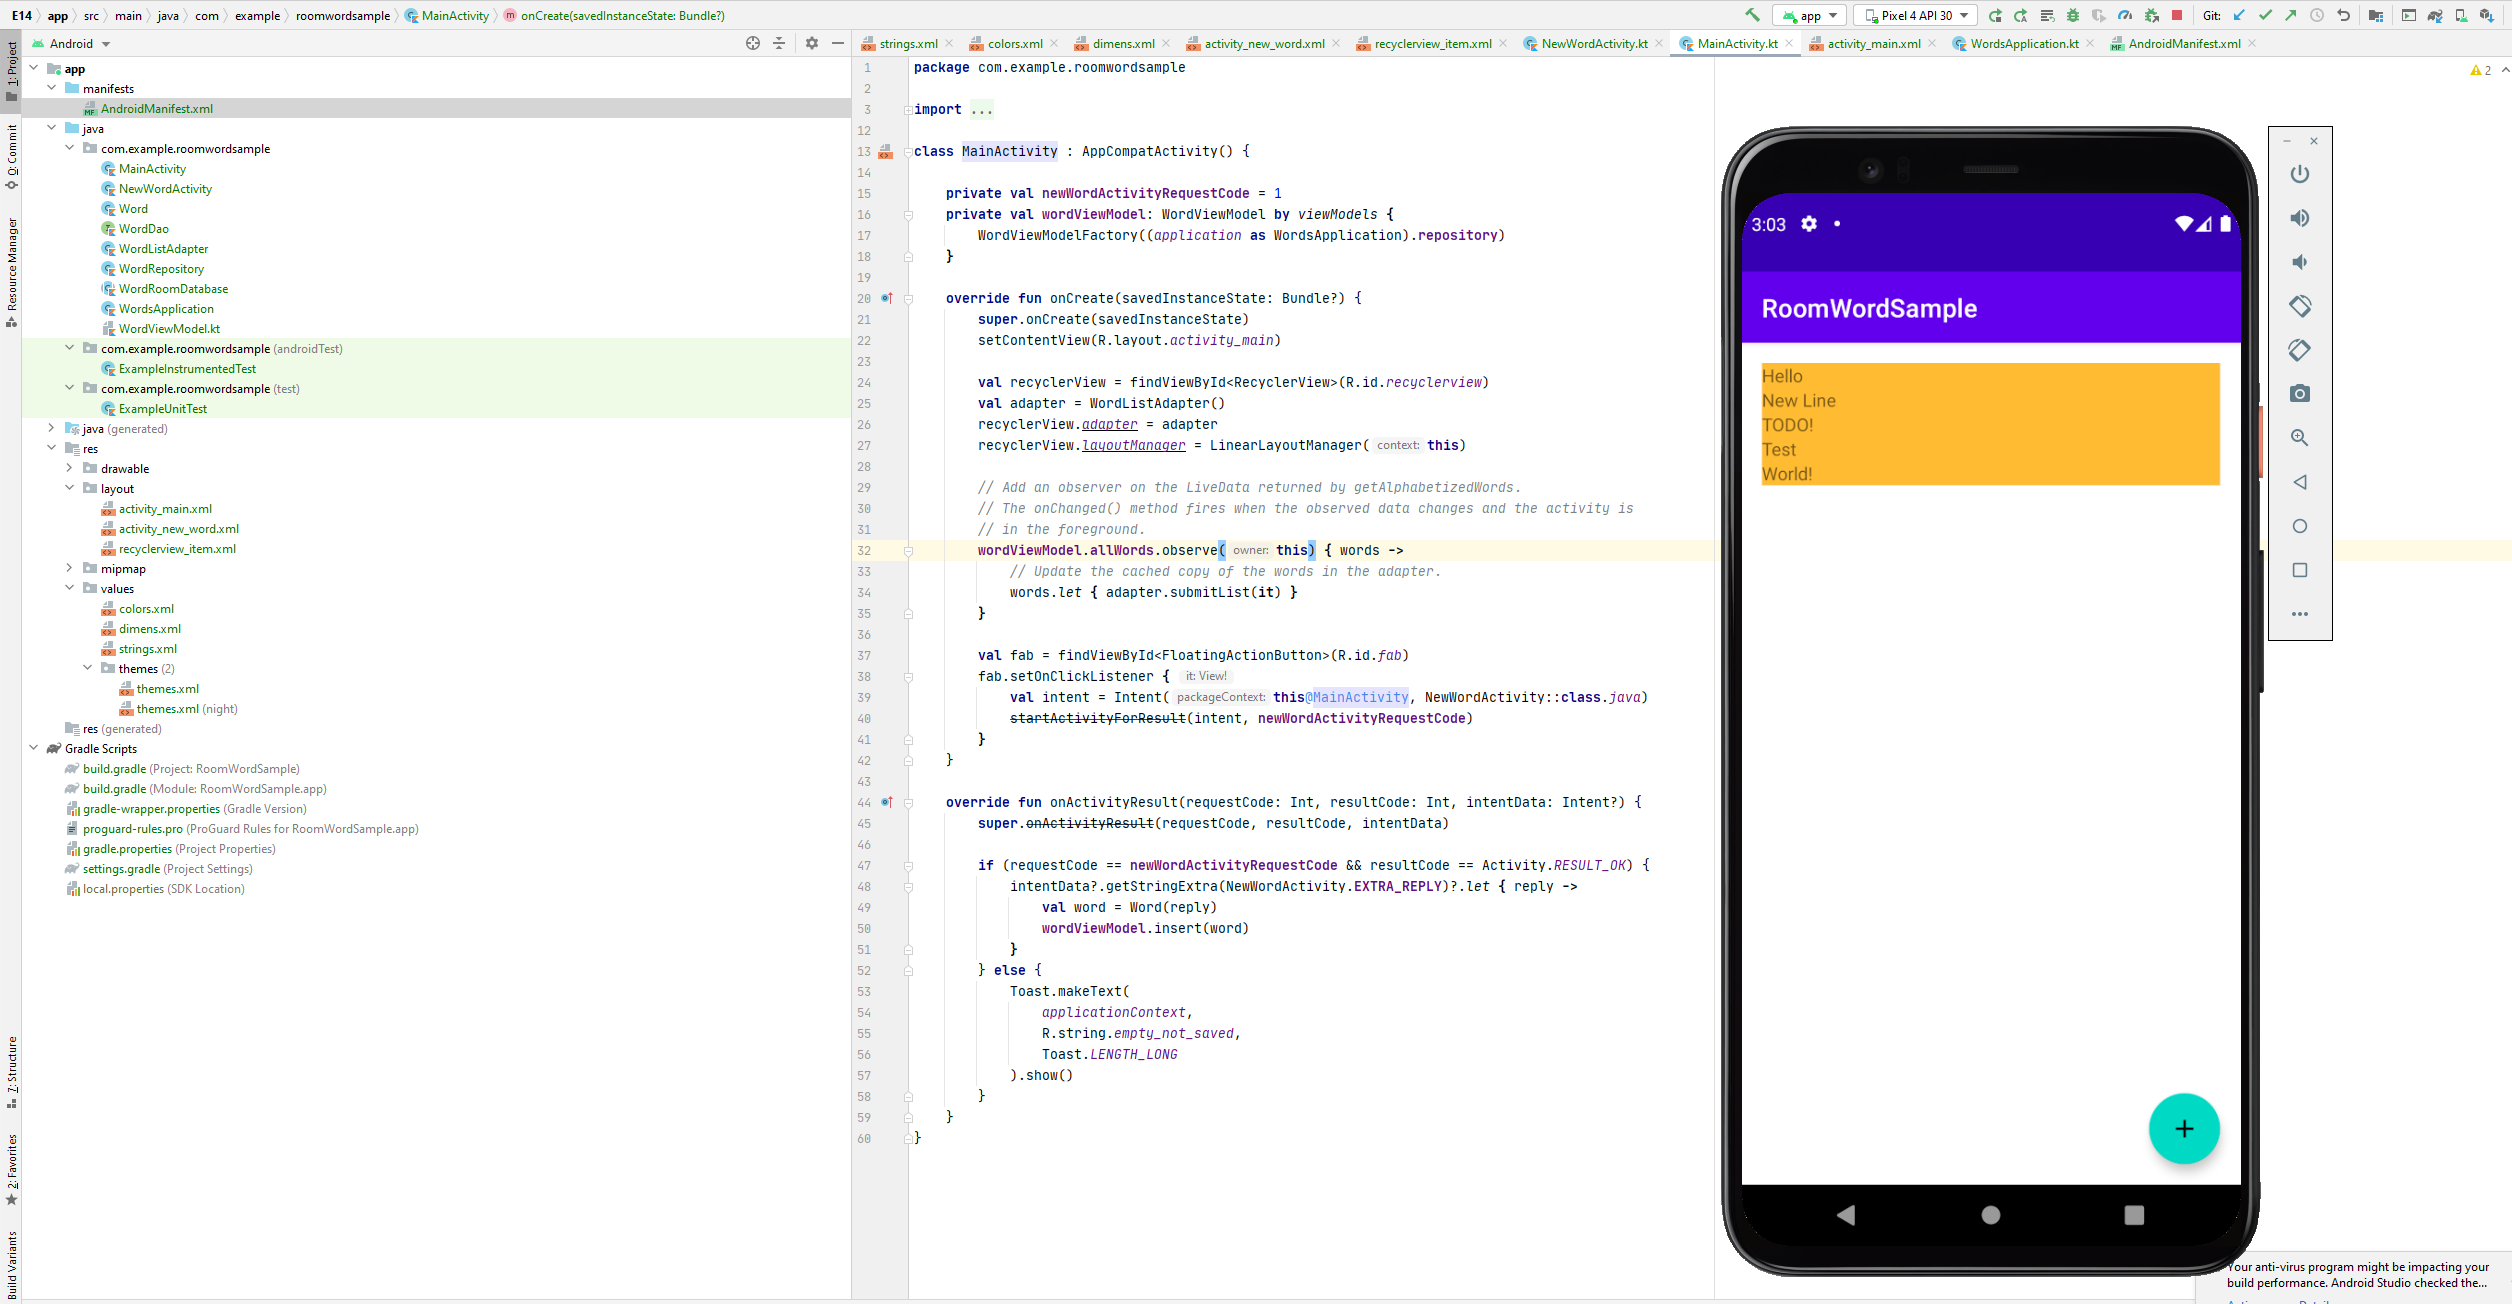 E14 app src main java com example roomwordsample MainActivity onCreate(savedInstanceState: Bundle?)
app Pixel 4 API 30 Git:
Android
strings.xml colors.xml dimens.xml activity_new_word.xml recyclerview_item.xml NewWordActivity.kt MainActivity.kt activity_main.xml WordsApplication.kt AndroidManifest.xml
1: Project
0: Commit
Resource Manager
7: Structure
2: Favorites
Build Variants
app
manifests
AndroidManifest.xml
java
com.example.roomwordsample
MainActivity
NewWordActivity
Word
WordDao
WordListAdapter
WordRepository
WordRoomDatabase
WordsApplication
WordViewModel.kt
com.example.roomwordsample (androidTest)
ExampleInstrumentedTest
com.example.roomwordsample (test)
ExampleUnitTest
java (generated)
res
drawable
layout
activity_main.xml
activity_new_word.xml
recyclerview_item.xml
mipmap
values
colors.xml
dimens.xml
strings.xml
themes (2)
themes.xml
themes.xml (night)
res (generated)
Gradle Scripts
build.gradle (Project: RoomWordSample)
build.gradle (Module: RoomWordSample.app)
gradle-wrapper.properties (Gradle Version)
proguard-rules.pro (ProGuard Rules for RoomWordSample.app)
gradle.properties (Project Properties)
settings.gradle (Project Settings)
local.properties (SDK Location)
1 package com.example.roomwordsample
2
3 import ...
12
13 class MainActivity : AppCompatActivity() {
14
15 private val newWordActivityRequestCode = 1
16 private val wordViewModel: WordViewModel by viewModels {
17 WordViewModelFactory((application as WordsApplication).repository)
18 }
19
20 override fun onCreate(savedInstanceState: Bundle?) {
21 super.onCreate(savedInstanceState)
22 setContentView(R.layout.activity_main)
23
24 val recyclerView = findViewById<RecyclerView>(R.id.recyclerview)
25 val adapter = WordListAdapter()
26 recyclerView.adapter = adapter
27 recyclerView.layoutManager = LinearLayoutManager( context: this)
28
29 // Add an observer on the LiveData returned by getAlphabetizedWords.
30 // The onChanged() method fires when the observed data changes and the activity is
31 // in the foreground.
32 wordViewModel.allWords.observe( owner: this) { words ->
33 // Update the cached copy of the words in the adapter.
34 words.let { adapter.submitList(it) }
35 }
36
37 val fab = findViewById<FloatingActionButton>(R.id.fab)
38 fab.setOnClickListener { it: View!
39 val intent = Intent( packageContext: this@MainActivity, NewWordActivity::class.java)
40 startActivityForResult(intent, newWordActivityRequestCode)
41 }
42 }
43
44 override fun onActivityResult(requestCode: Int, resultCode: Int, intentData: Intent?) {
45 super.onActivityResult(requestCode, resultCode, intentData)
46
47 if (requestCode == newWordActivityRequestCode && resultCode == Activity.RESULT_OK) {
48 intentData?.getStringExtra(NewWordActivity.EXTRA_REPLY)?.let { reply ->
49 val word = Word(reply)
50 wordViewModel.insert(word)
51 }
52 } else {
53 Toast.makeText(
54 applicationContext,
55 R.string.empty_not_saved,
56 Toast.LENGTH_LONG
57 ).show()
58 }
59 }
60 }
2
3:03
RoomWordSample
Hello
New Line
TODO!
Test
World!
Your anti-virus program might be impacting your
build performance. Android Studio checked the...